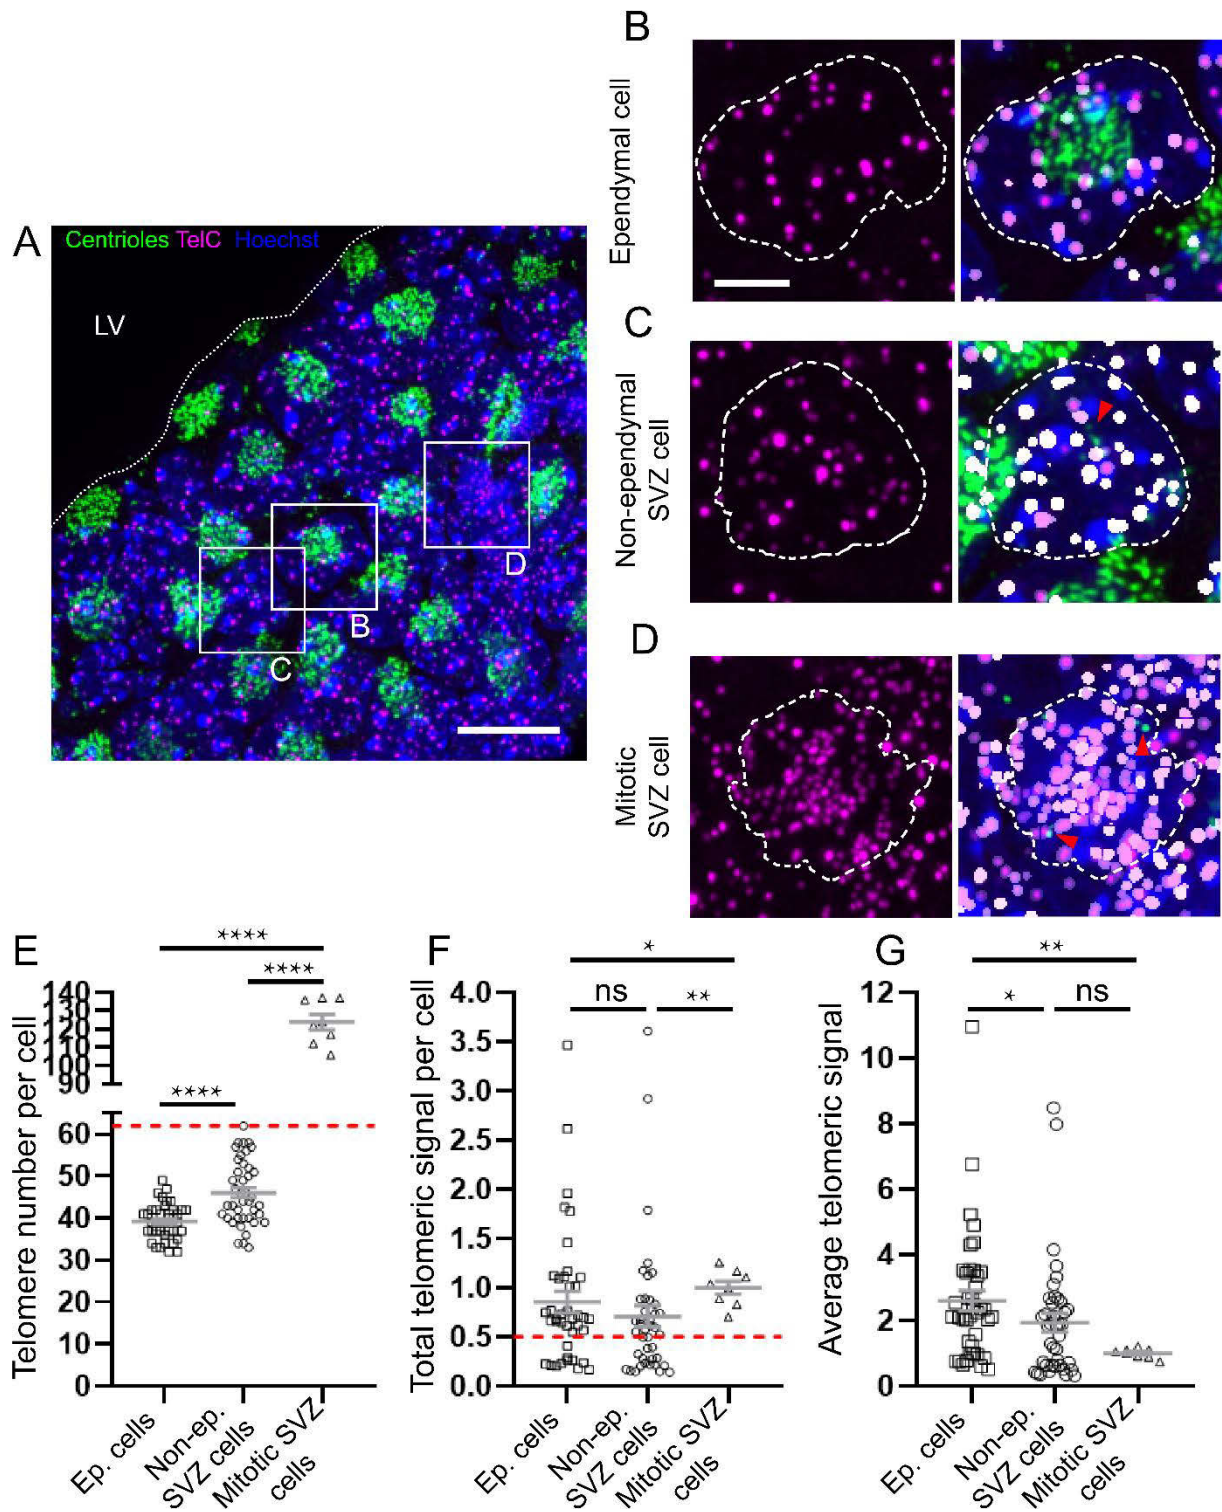 A
Centrioles TelC Hoechst
LV
B
C
D
B
Ependymal cell
C
Non-ependymal
SVZ cell
D
Mitotic
SVZ cell
E
****
****
****
Telomere number per cell
140
130
120
110
100
90
60
50
40
30
20
10
0
Ep. cells
Non-ep.
SVZ cells
Mitotic SVZ
cells
F
*
ns
**
Total telomeric signal per cell
4.0
3.5
3.0
2.5
2.0
1.5
1.0
0.5
0.0
Ep. cells
Non-ep.
SVZ cells
Mitotic SVZ
cells
G
**
*
ns
Average telomeric signal
12
10
8
6
4
2
0
Ep. cells
Non-ep.
SVZ cells
Mitotic SVZ
cells